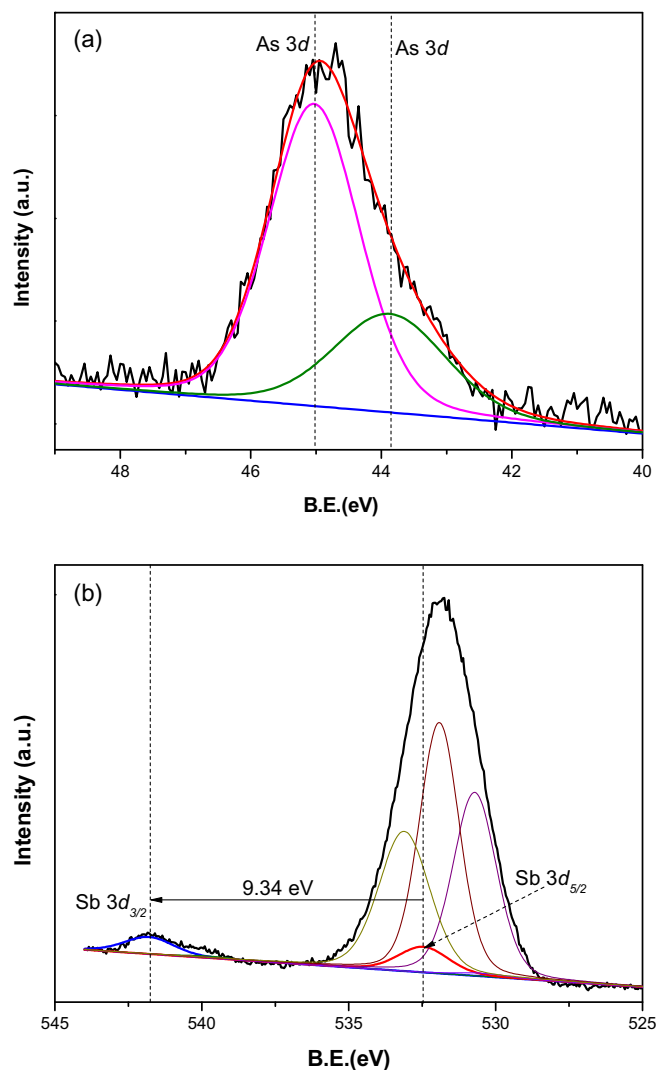 (a)
As 3d
As 3d
Intensity (a.u.)
48
46
44
42
40
B.E.(eV)
(b)
Intensity (a.u.)
Sb 3d3/2
9.34 eV
Sb 3d5/2
545
540
535
530
525
B.E.(eV)